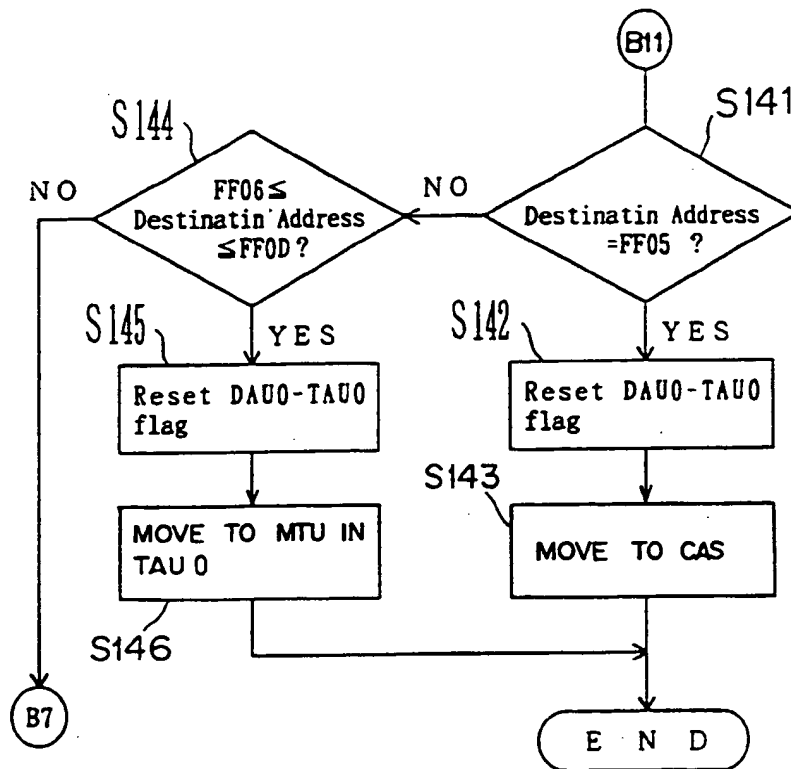 B11
S141
Destinatin Address
=FF05 ?
NO
YES
S142
Reset DAU0-TAU0
flag
S143
MOVE TO CAS
S144
FF06≦
Destinatin Address
≦FF0D?
NO
YES
S145
Reset DAU0-TAU0
flag
MOVE TO MTU IN
TAU 0
S146
B7
END